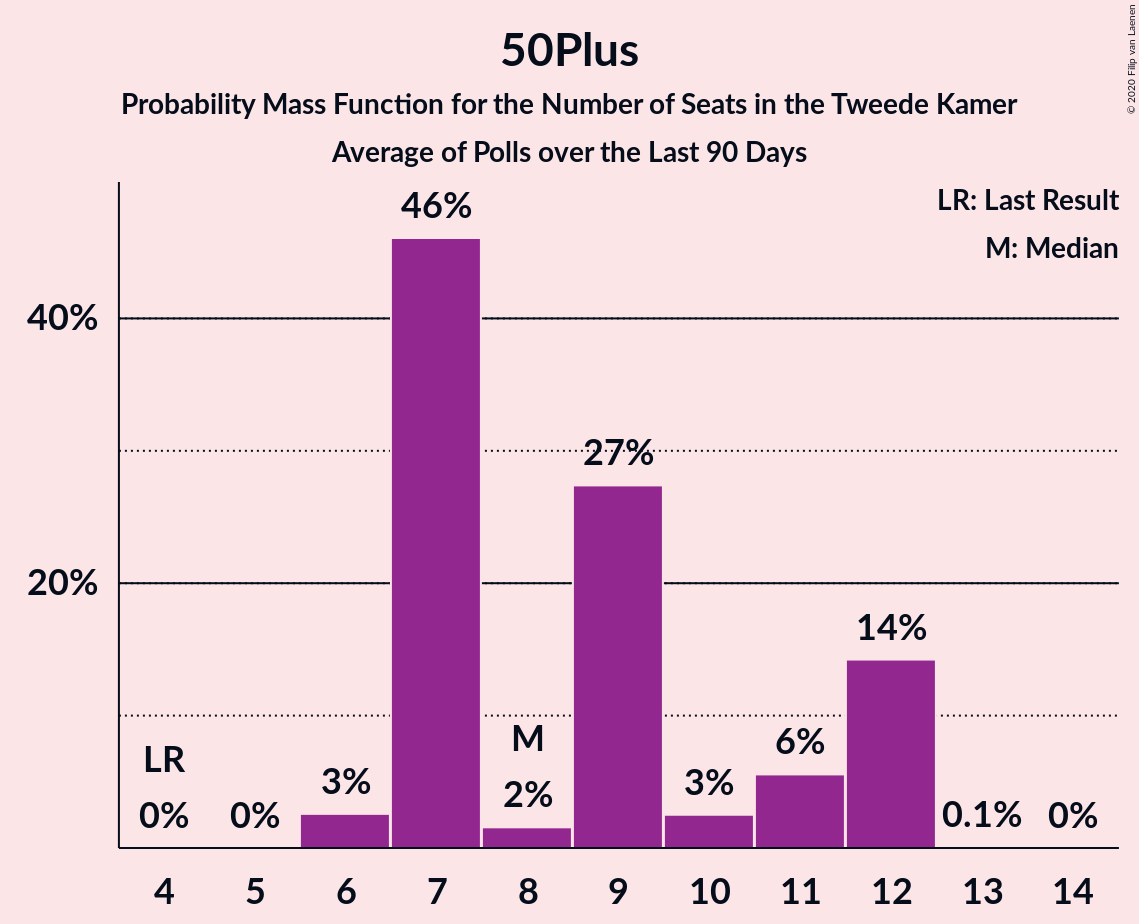 50Plus
Probability Mass Function for the Number of Seats in the Tweede Kamer
Average of Polls over the Last 90 Days
© 2020 Filip van Laenen
LR: Last Result
M: Median
46%
40%
27%
20%
14%
LR
M
6%
0%
0%
3%
2%
3%
0.1%
0%
4 5 6 7 8 9 10 11 12 13 14